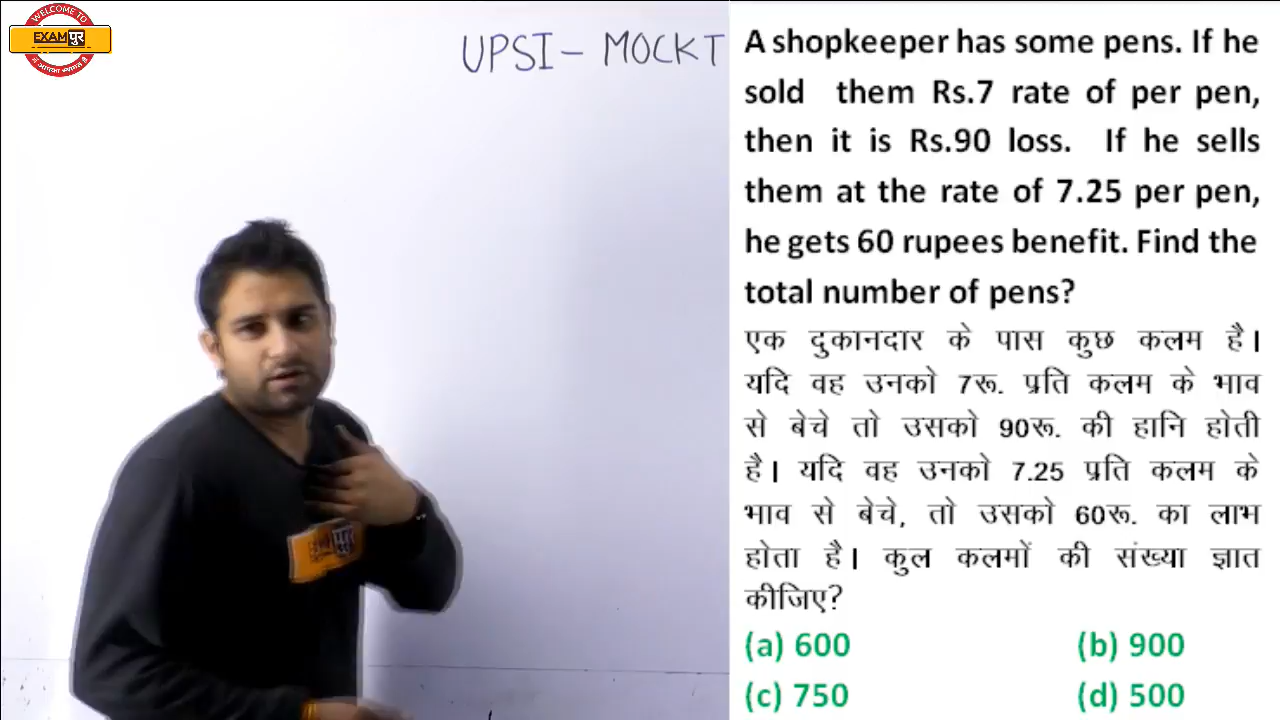 WELCOME TO
EXAMपुर
UPSI – MOCKT
A shopkeeper has some pens. If he
sold them Rs.7 rate of per pen,
then it is Rs.90 loss. If he sells
them at the rate of 7.25 per pen,
he gets 60 rupees benefit. Find the
total number of pens?
एक दुकानदार के पास कुछ कलम है।
यदि वह उनको 7रू. प्रति कलम के भाव
से बेचे तो उसको 90रू. की हानि होती
है। यदि वह उनको 7.25 प्रति कलम के
भाव से बेचे, तो उसको 60रू. का लाभ
होता है। कुल कलमों की संख्या ज्ञात
कीजिए?
(a) 600 (b) 900
(c) 750 (d) 500